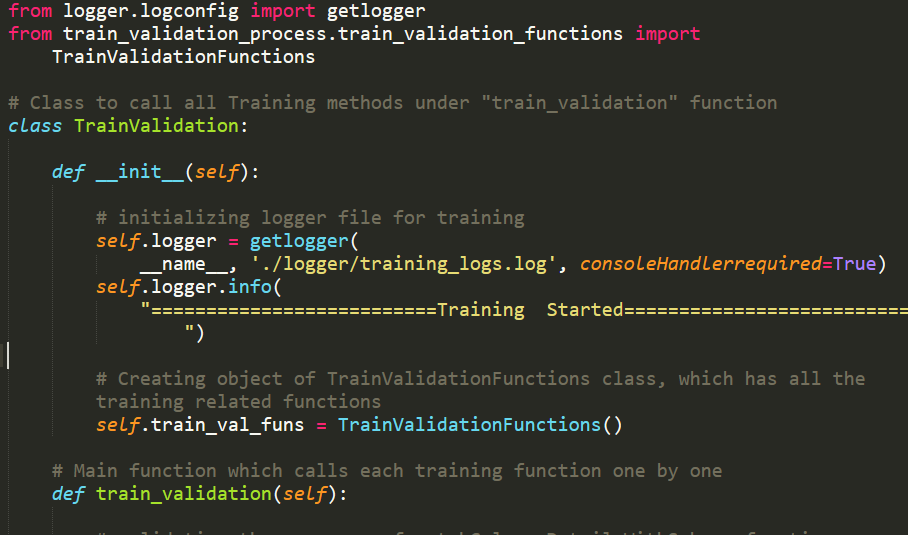 from logger.logconfig import getlogger
from train_validation_process.train_validation_functions import
TrainValidationFunctions
# Class to call all Training methods under "train_validation" function
class TrainValidation:
def __init__(self):
# initializing logger file for training
self.logger = getlogger(
__name__, './logger/training_logs.log', consoleHandlerrequired=True)
self.logger.info(
"==========================Training  Started==========================
")
# Creating object of TrainValidationFunctions class, which has all the
training related functions
self.train_val_funs = TrainValidationFunctions()
# Main function which calls each training function one by one
def train_validation(self):